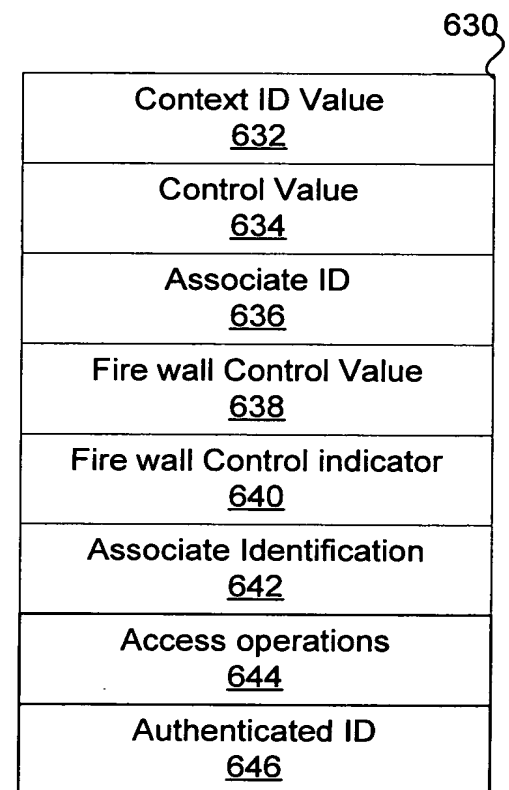 630
Context ID Value
632
Control Value
634
Associate ID
636
Fire wall Control Value
638
Fire wall Control indicator
640
Associate Identification
642
Access operations
644
Authenticated ID
646